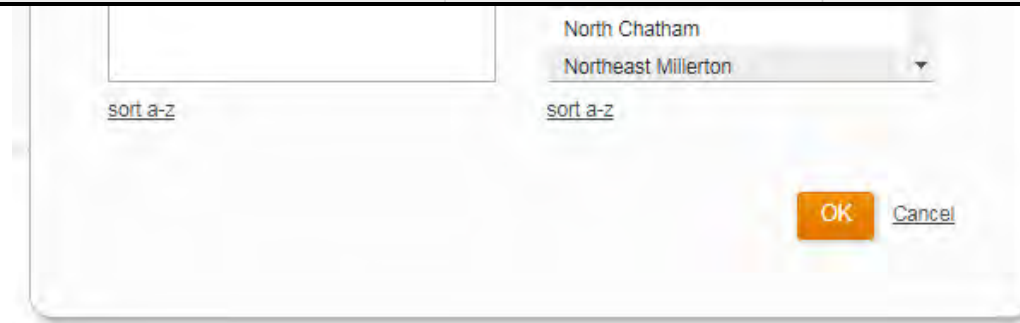 North Chatham
Northeast Millerton
sort a-z
sort a-z
OK
Cancel